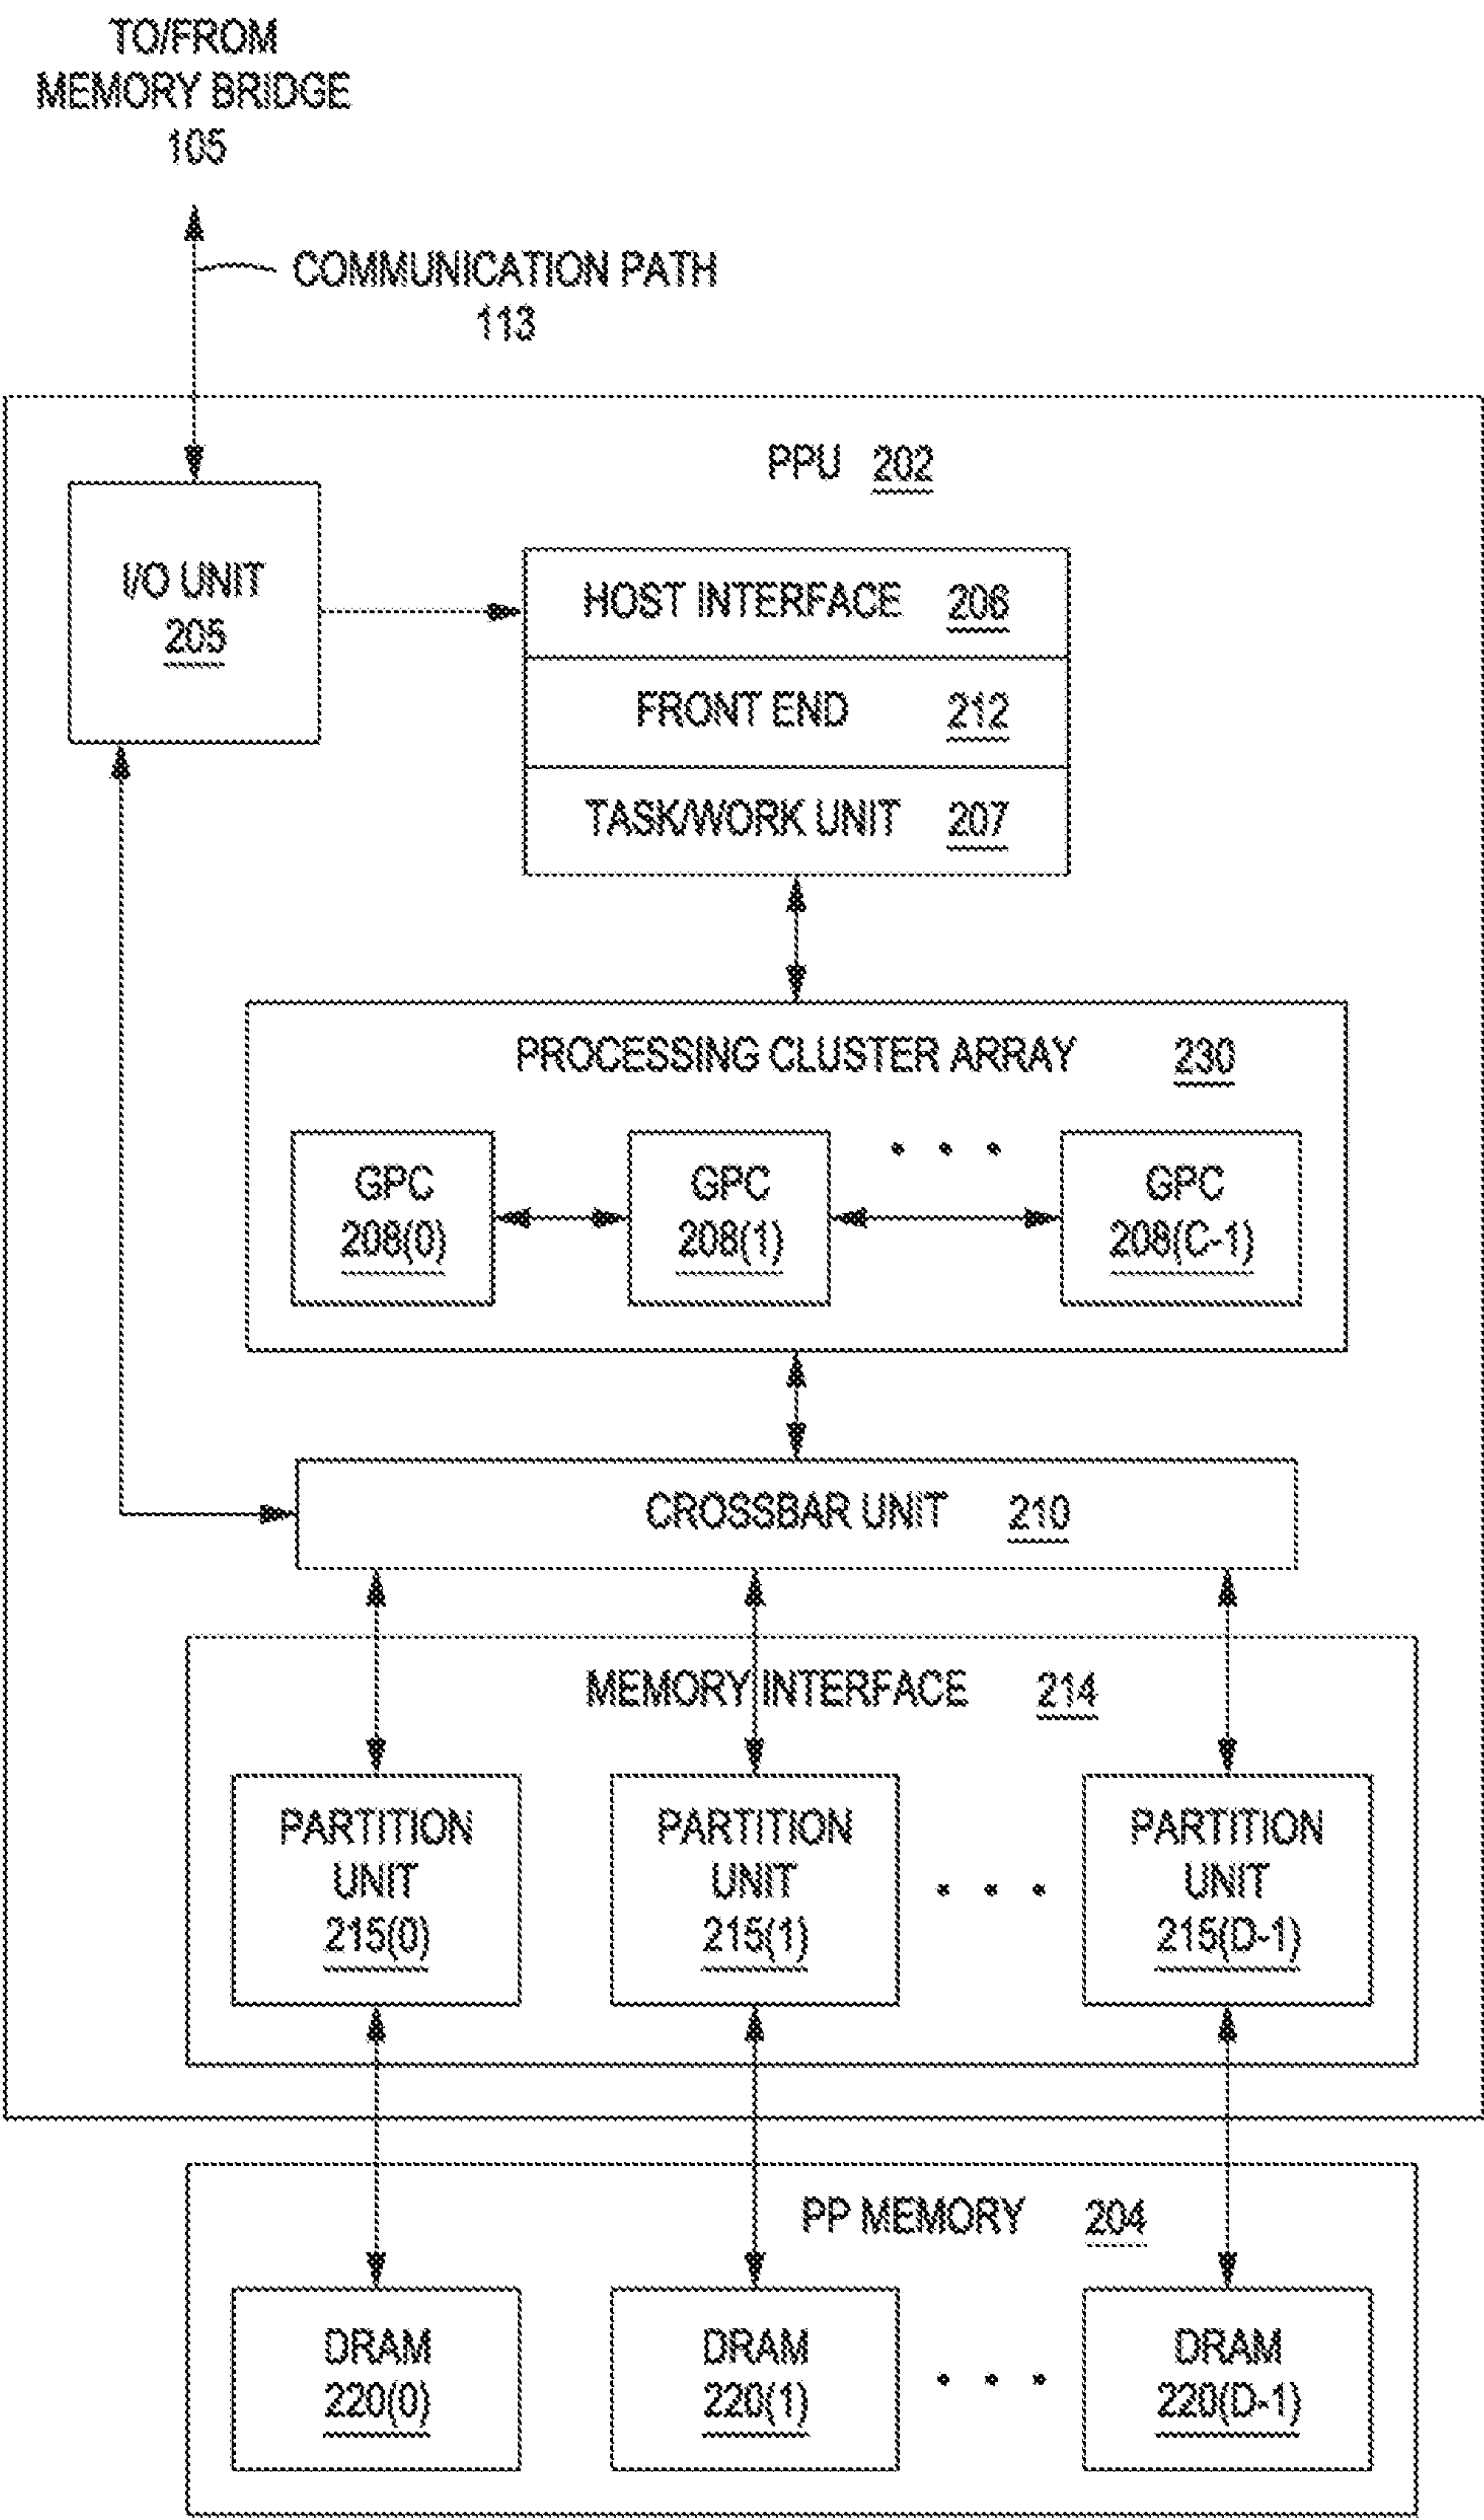 TO/FROM
MEMORY BRIDGE
105
COMMUNICATION PATH
113
PPU 202
I/O UNIT
205
HOST INTERFACE 206
FRONT END 212
TASK/WORK UNIT 207
PROCESSING CLUSTER ARRAY 230
GPC
208(0)
GPC
208(1)
. . .
GPC
208(C-1)
CROSSBAR UNIT 210
MEMORY INTERFACE 214
PARTITION
UNIT
215(0)
PARTITION
UNIT
215(1)
. . .
PARTITION
UNIT
215(D-1)
PP MEMORY 204
DRAM
220(0)
DRAM
220(1)
. . .
DRAM
220(D-1)